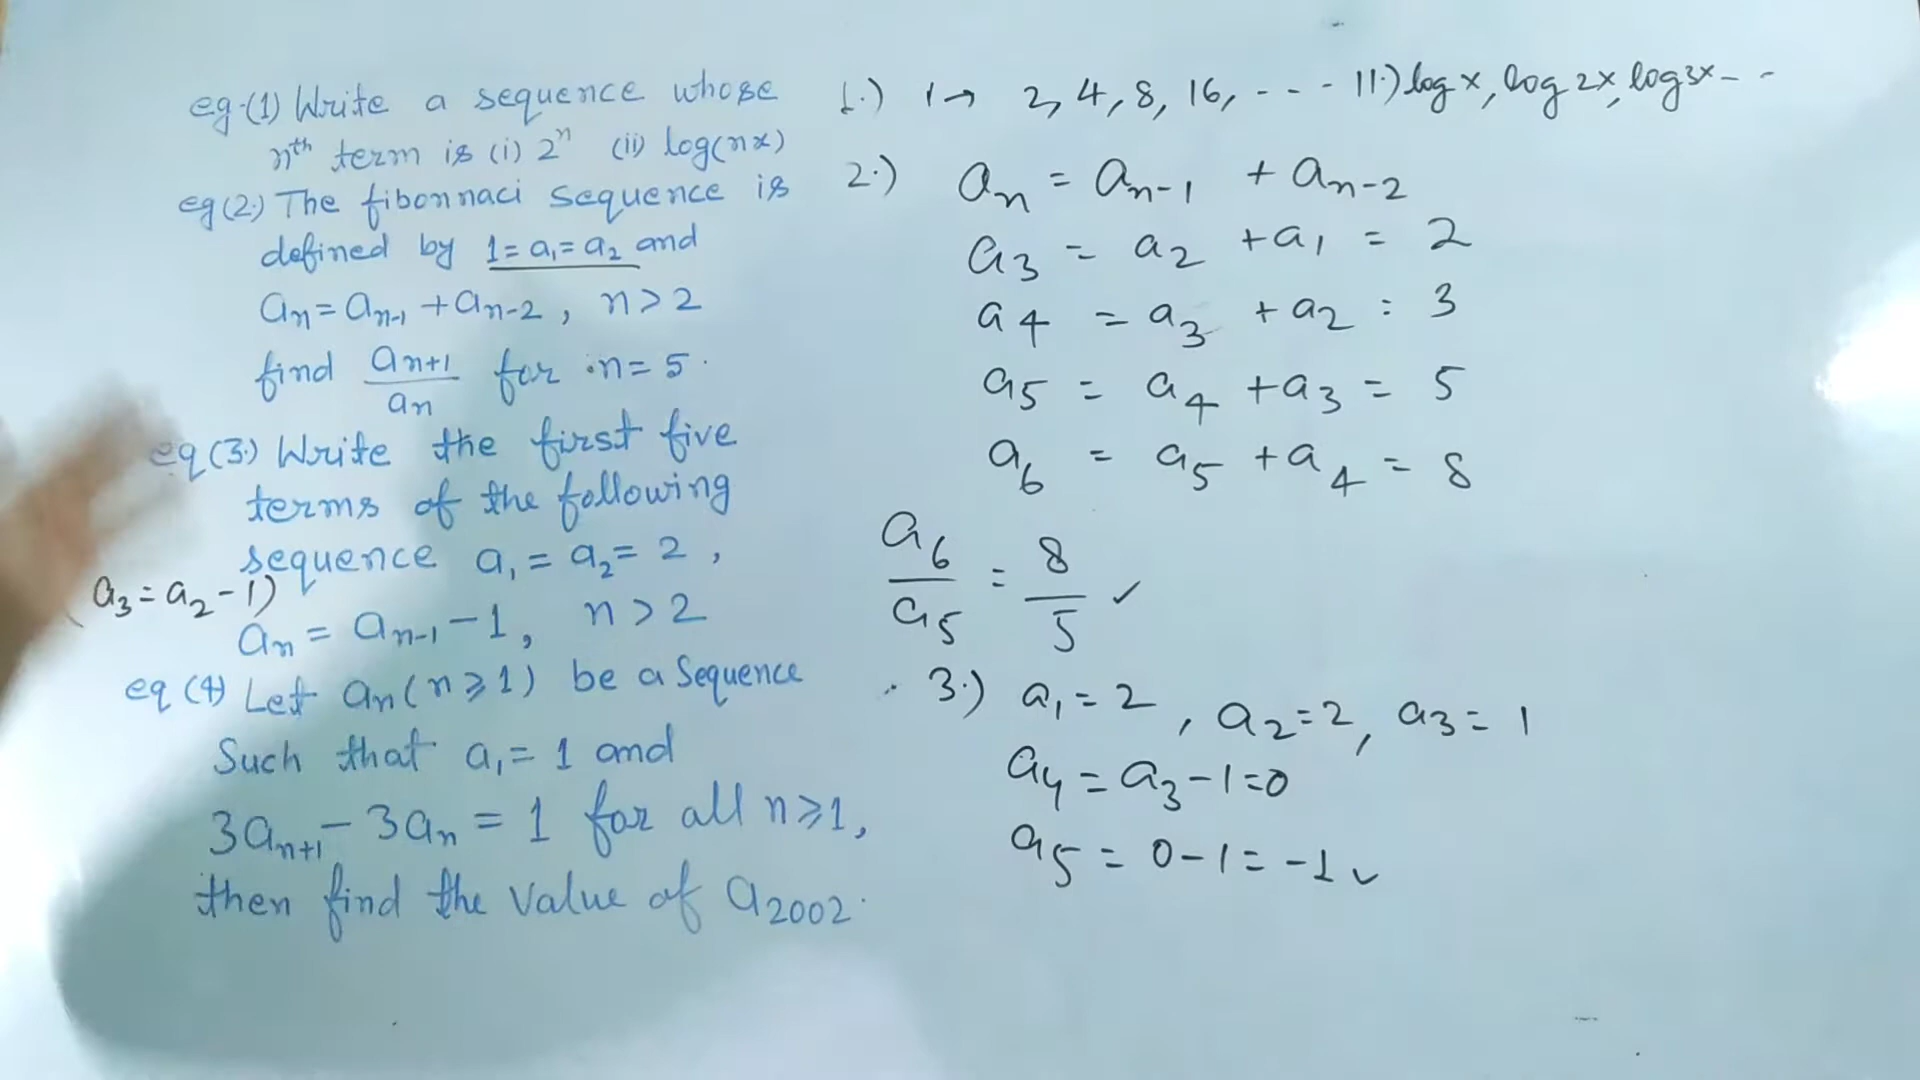 eg.(1) Write a sequence whose
nth term is (i) 2^n (ii) log(nx)
eg(2.) The fibonnaci sequence is
defined by 1=a₁=a₂ and
aₙ=aₙ₋₁+aₙ₋₂, n>2
find aₙ₊₁/aₙ for n=5.
eq(3.) Write the first five
terms of the following
sequence a₁=a₂=2,
(a₃=a₂-1)
aₙ=aₙ₋₁-1, n>2
eq(4) Let aₙ(n≥1) be a Sequence
Such that a₁=1 and
3aₙ₊₁-3aₙ=1 for all n≥1,
then find the value of a₂₀₀₂.
1.) 1→ 2,4,8,16,---- 11.) log x, log 2x, log 3x--
2.) aₙ=aₙ₋₁+aₙ₋₂
a₃=a₂+a₁=2
a₄=a₃+a₂:3
a₅=a₄+a₃=5
a₆=a₅+a₄=8
a₆/a₅=8/5 ✓
3.) a₁=2, a₂=2, a₃=1
a₄=a₃-1=0
a₅=0-1=-1✓